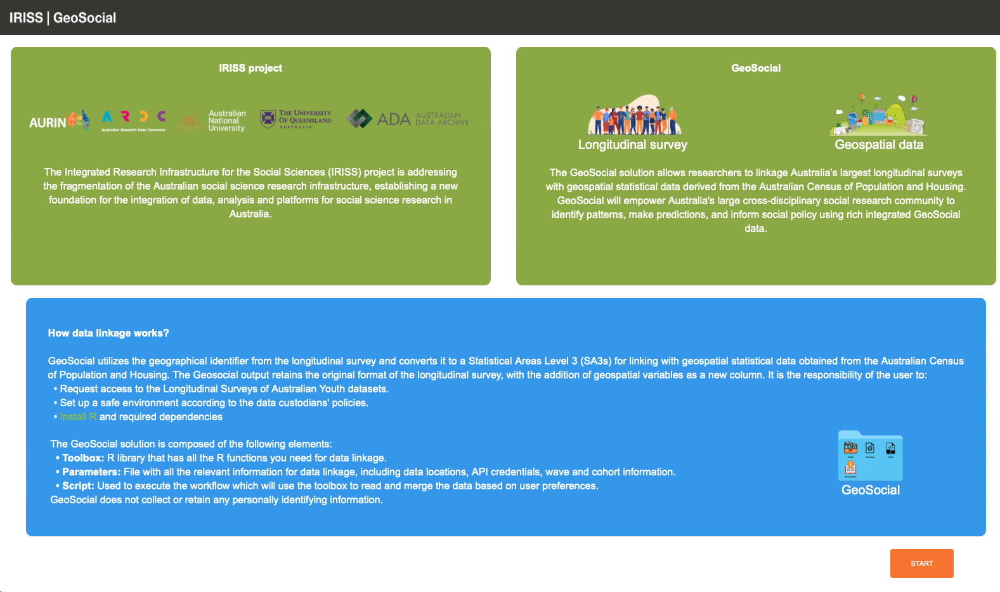 IRISS | GeoSocial
IRISS project
AURIN
A R D C
Australian Research Data Commons
Australian
National
University
THE UNIVERSITY
OF QUEENSLAND
AUSTRALIA
ADA
AUSTRALIAN
DATA ARCHIVE
The Integrated Research Infrastructure for the Social Sciences (IRISS) project is addressing
the fragmentation of the Australian social science research infrastructure, establishing a new
foundation for the integration of data, analysis and platforms for social science research in
Australia.
GeoSocial
Longitudinal survey
Geospatial data
The GeoSocial solution allows researchers to linkage Australia's largest longitudinal surveys
with geospatial statistical data derived from the Australian Census of Population and Housing.
GeoSocial will empower Australia's large cross-disciplinary social research community to
identify patterns, make predictions, and inform social policy using rich integrated GeoSocial
data.
How data linkage works?
GeoSocial utilizes the geographical identifier from the longitudinal survey and converts it to a Statistical Areas Level 3 (SA3s) for linking with geospatial statistical data obtained from the Australian Census
of Population and Housing. The Geosocial output retains the original format of the longitudinal survey, with the addition of geospatial variables as a new column. It is the responsibility of the user to:
• Request access to the Longitudinal Surveys of Australian Youth datasets.
• Set up a safe environment according to the data custodians' policies.
• Install R and required dependencies
The GeoSocial solution is composed of the following elements:
• Toolbox: R library that has all the R functions you need for data linkage.
• Parameters: File with all the relevant information for data linkage, including data locations, API credentials, wave and cohort information.
• Script: Used to execute the workflow which will use the toolbox to read and merge the data based on user preferences.
GeoSocial does not collect or retain any personally identifying information.
GeoSocial
START